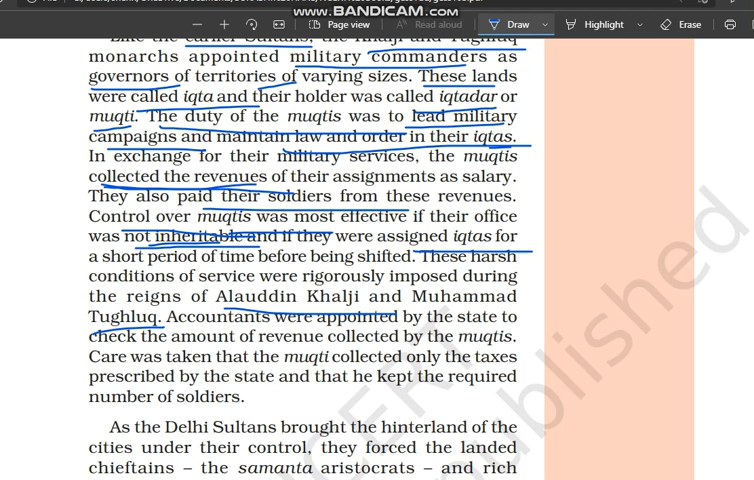 WWW.BANDICAM.COM
Page view
Read aloud
Draw
Highlight
Erase
monarchs appointed military commanders as
governors of territories of varying sizes. These lands
were called iqta and their holder was called iqtadar or
muqti. The duty of the muqtis was to lead military
campaigns and maintain law and order in their iqtas.
In exchange for their military services, the muqtis
collected the revenues of their assignments as salary.
They also paid their soldiers from these revenues.
Control over muqtis was most effective if their office
was not inheritable and if they were assigned iqtas for
a short period of time before being shifted. These harsh
conditions of service were rigorously imposed during
the reigns of Alauddin Khalji and Muhammad
Tughluq. Accountants were appointed by the state to
check the amount of revenue collected by the muqtis.
Care was taken that the muqti collected only the taxes
prescribed by the state and that he kept the required
number of soldiers.
As the Delhi Sultans brought the hinterland of the
cities under their control, they forced the landed
chieftains – the samanta aristocrats – and rich
NCERT
published